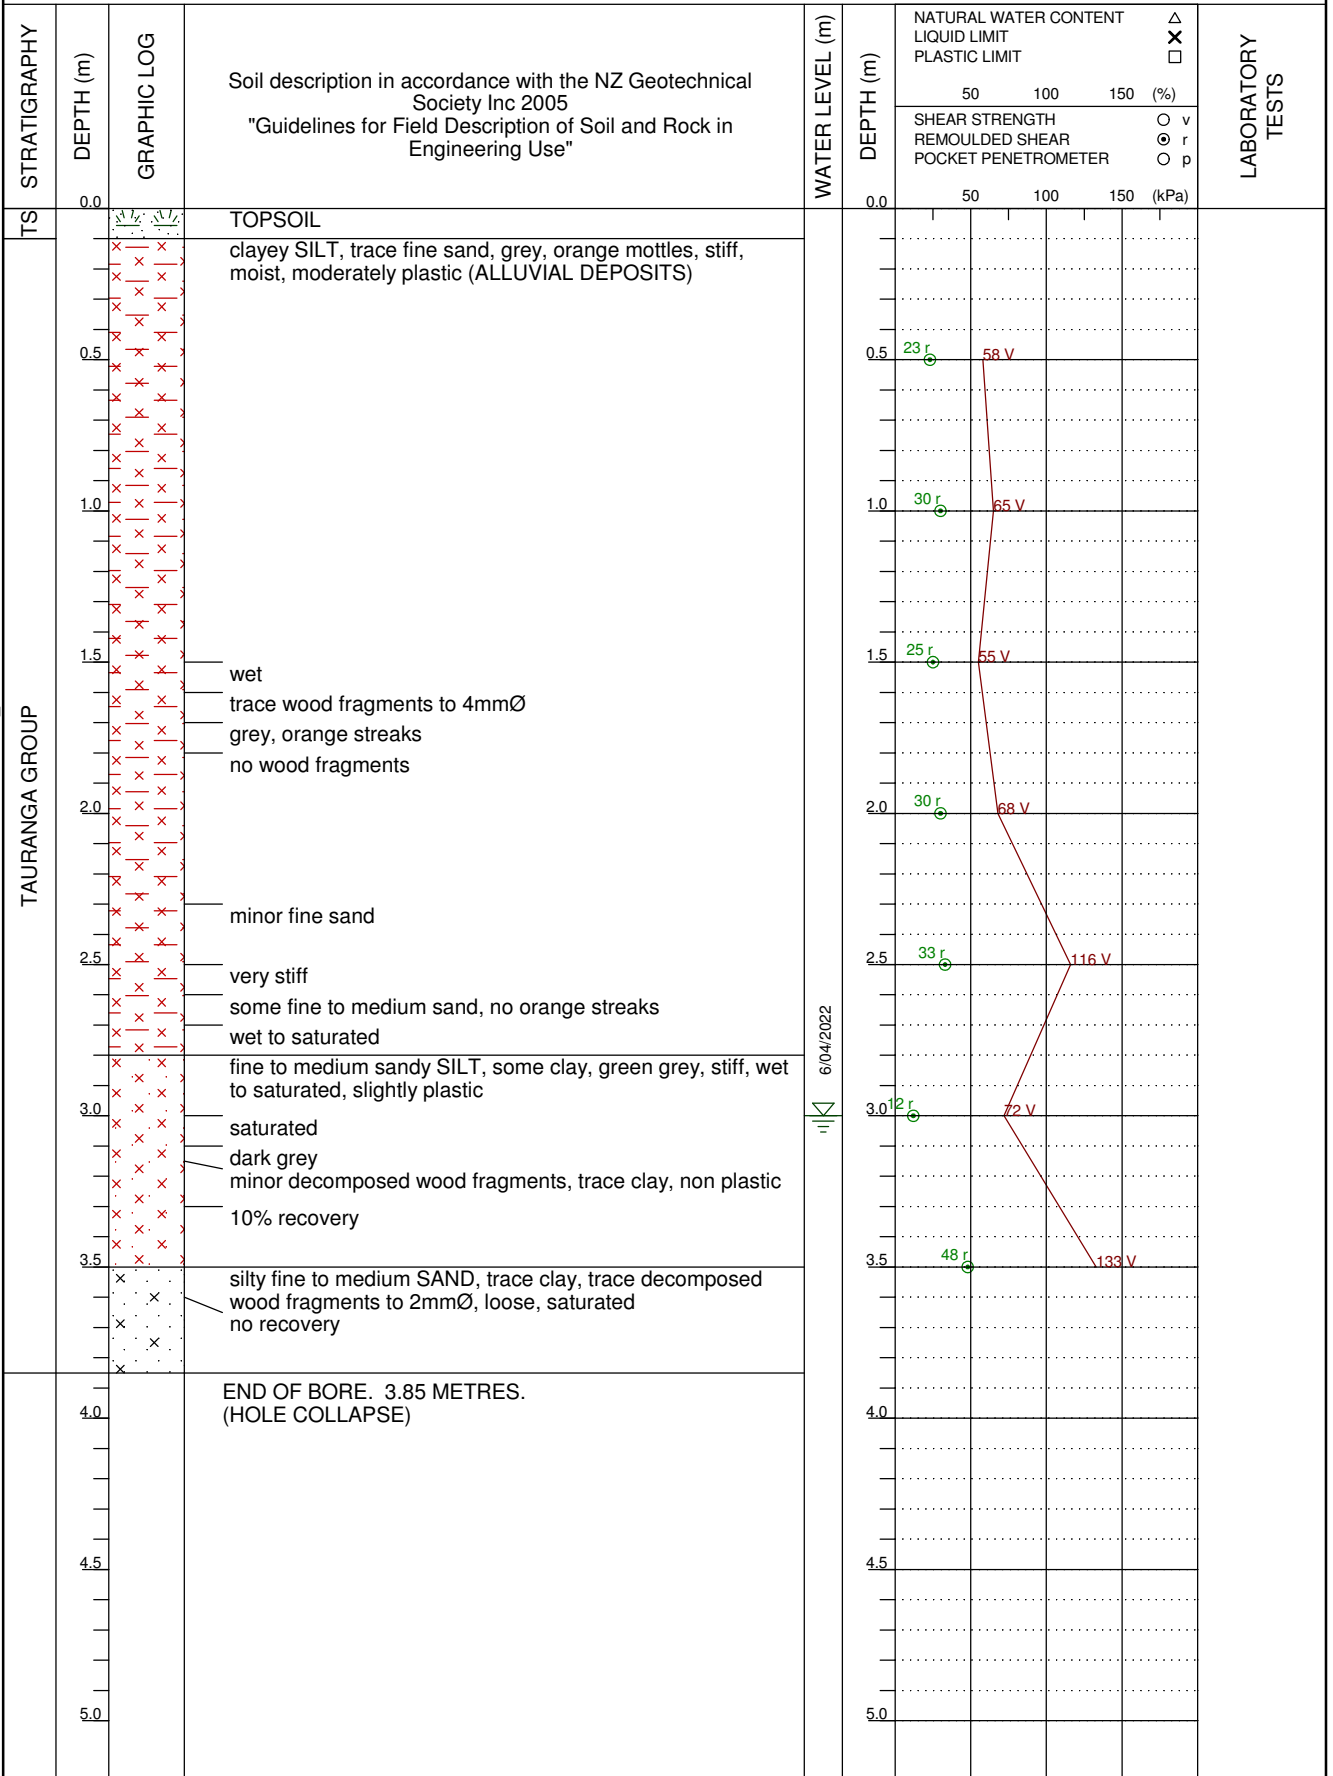 STRATIGRAPHY
DEPTH (m)
GRAPHIC LOG
Soil description in accordance with the NZ Geotechnical
Society Inc 2005
"Guidelines for Field Description of Soil and Rock in
Engineering Use"
WATER LEVEL (m)
DEPTH (m)
NATURAL WATER CONTENT △
LIQUID LIMIT ×
PLASTIC LIMIT □
50 100 150 (%)
SHEAR STRENGTH v
REMOULDED SHEAR r
POCKET PENETROMETER p
50 100 150 (kPa)
LABORATORY
TESTS
0.0
0.0
TS
TOPSOIL
clayey SILT, trace fine sand, grey, orange mottles, stiff,
moist, moderately plastic (ALLUVIAL DEPOSITS)
0.5
0.5
23 r
58 V
1.0
1.0
30 r
65 V
1.5
1.5
25 r
55 V
wet
trace wood fragments to 4mmØ
grey, orange streaks
no wood fragments
TAURANGA GROUP
2.0
2.0
30 r
68 V
minor fine sand
2.5
2.5
33 r
116 V
very stiff
some fine to medium sand, no orange streaks
wet to saturated
6/04/2022
fine to medium sandy SILT, some clay, green grey, stiff, wet
to saturated, slightly plastic
3.0
3.0
12 r
72 V
saturated
dark grey
minor decomposed wood fragments, trace clay, non plastic
10% recovery
3.5
3.5
48 r
133 V
silty fine to medium SAND, trace clay, trace decomposed
wood fragments to 2mmØ, loose, saturated
no recovery
END OF BORE. 3.85 METRES.
(HOLE COLLAPSE)
4.0
4.0
4.5
4.5
5.0
5.0